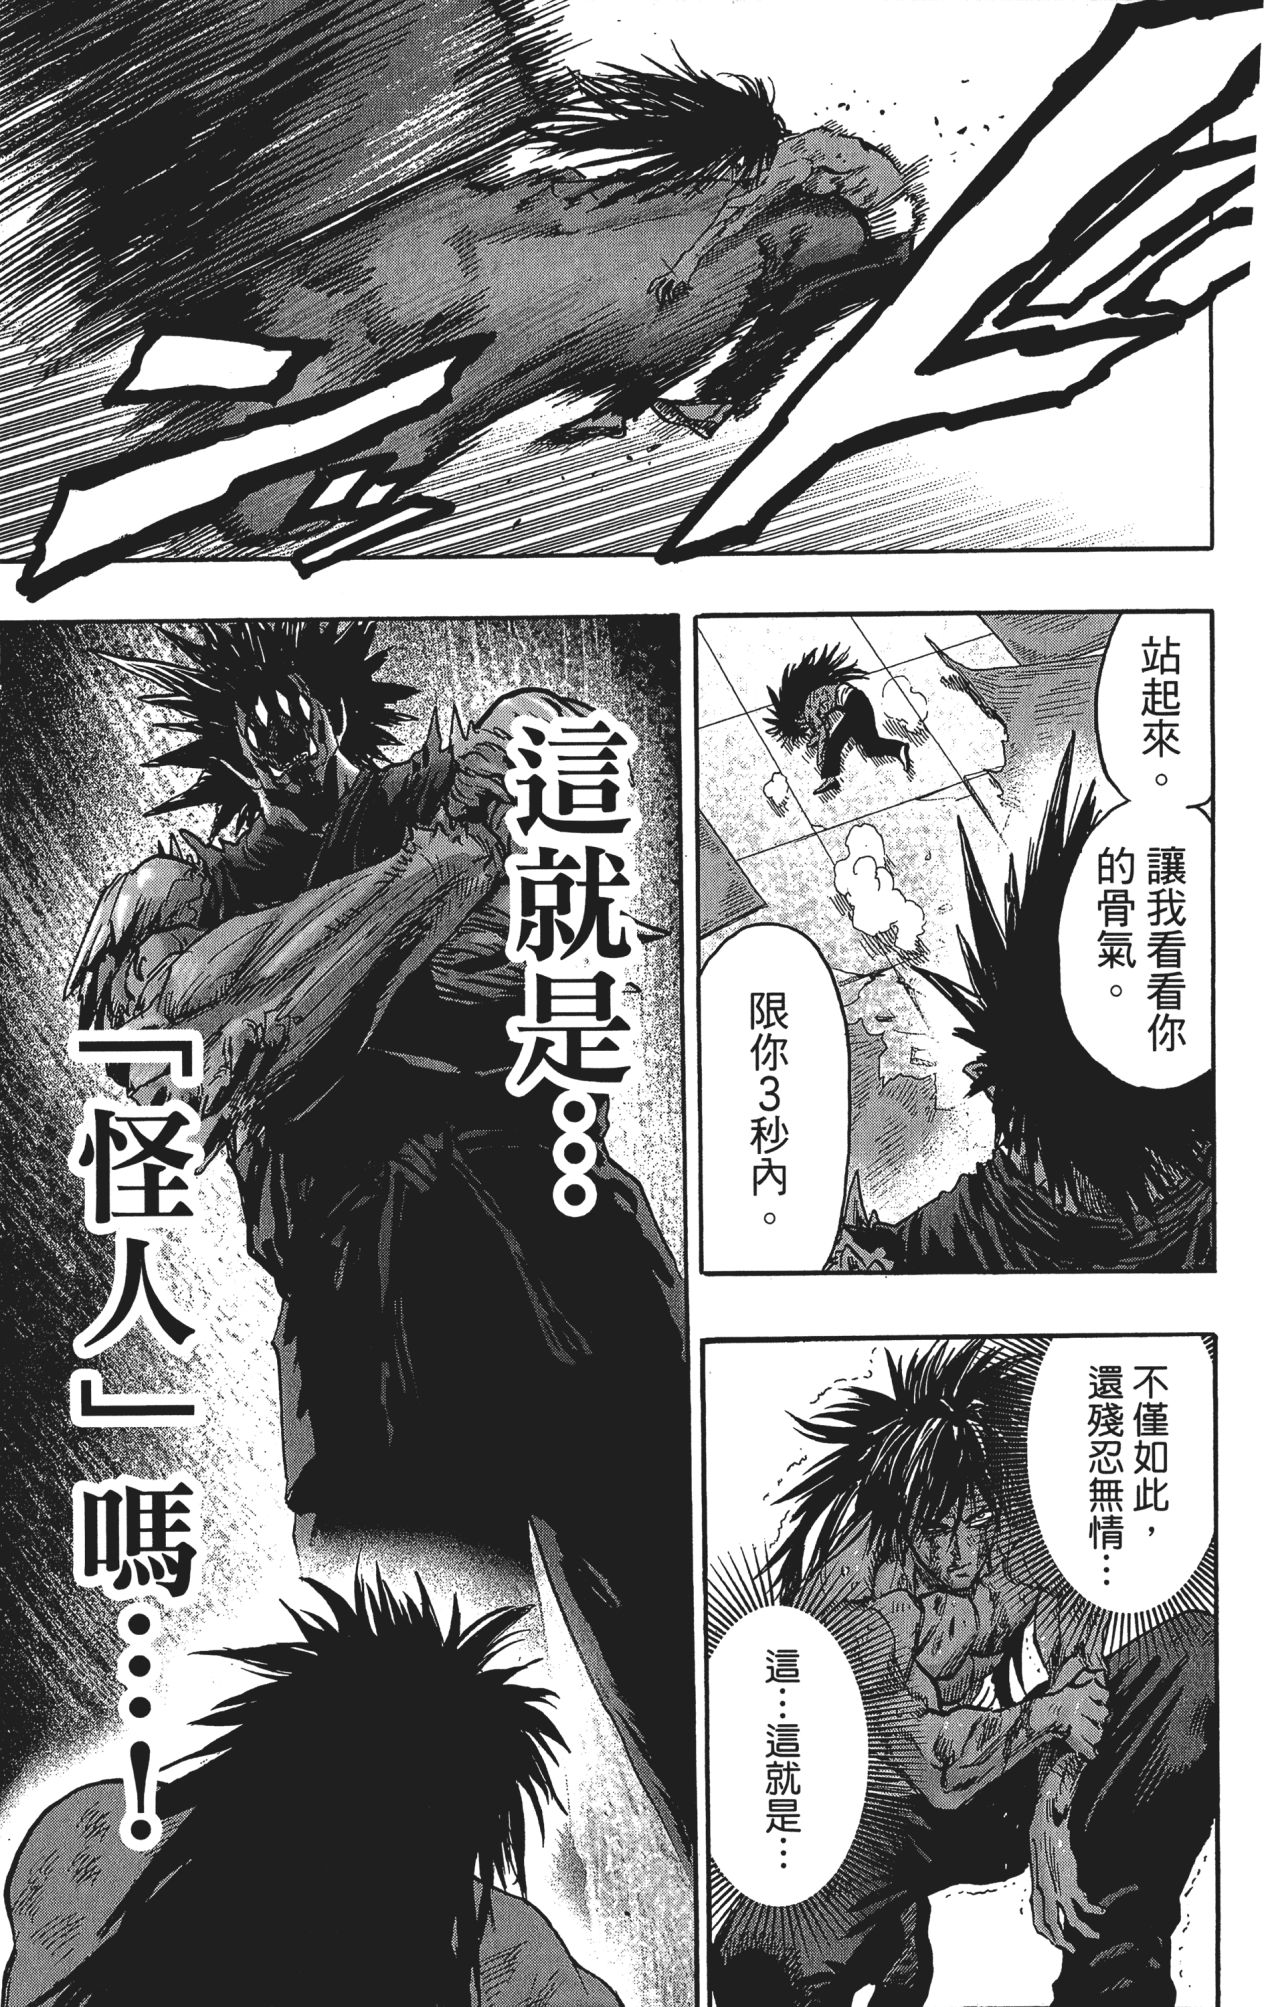 站起來。
讓我看看你
的骨氣。
限你3秒內。
不僅如此，
還殘忍無情…
這…這就是…
這就是……
『怪人』嗎……！